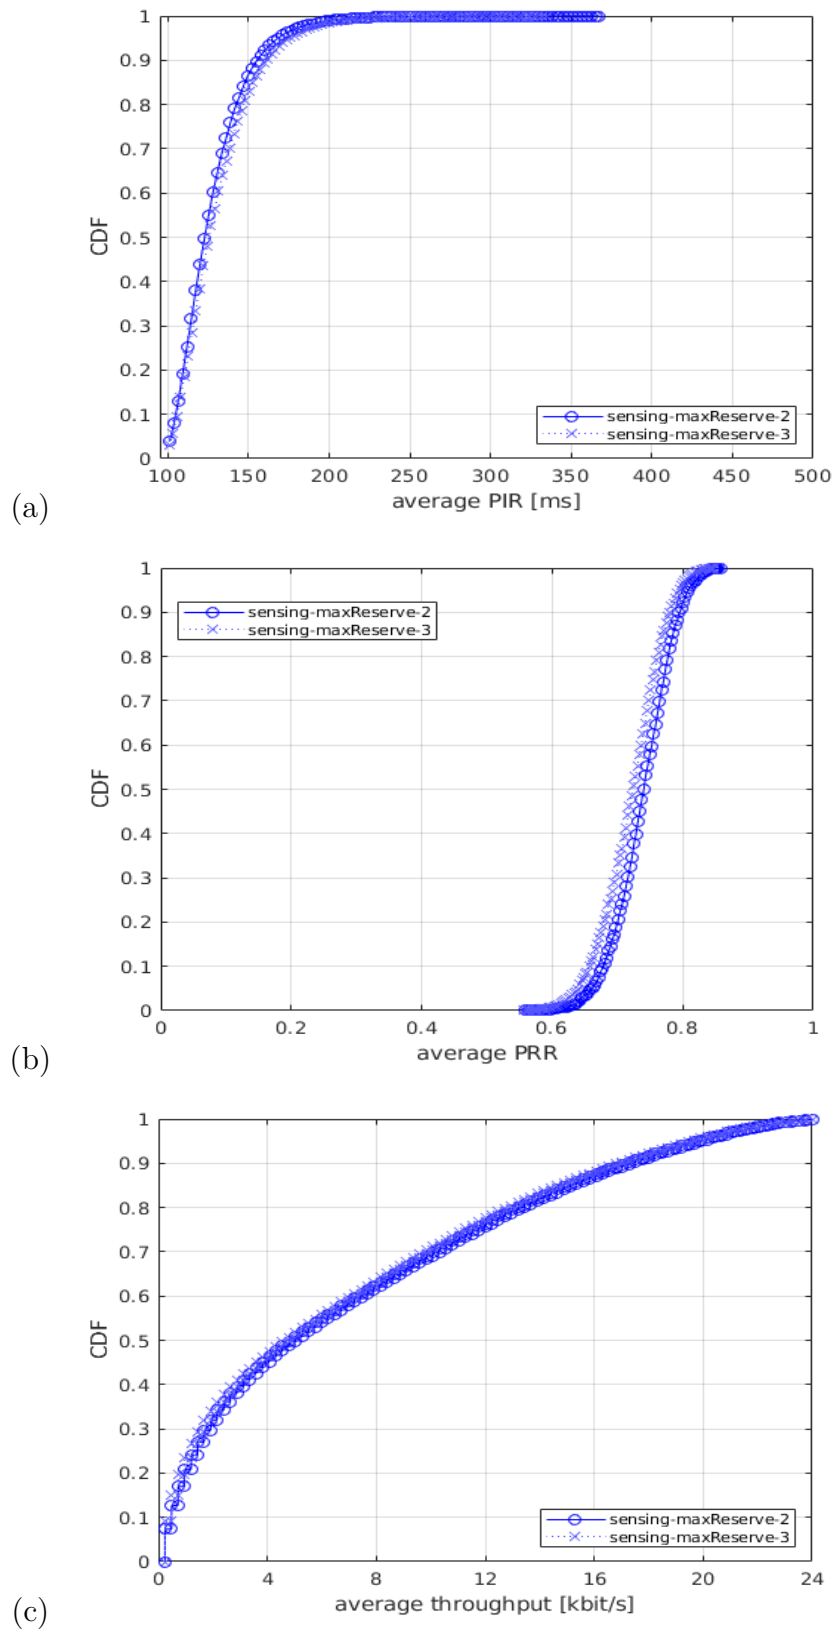 1
0.9
0.8
0.7
0.6
0.5
0.4
0.3
0.2
0.1
0
CDF
100 150 200 250 300 350 400 450 500
average PIR [ms]
sensing-maxReserve-2
sensing-maxReserve-3
(a)
1
0.9
0.8
0.7
0.6
0.5
0.4
0.3
0.2
0.1
0
CDF
sensing-maxReserve-2
sensing-maxReserve-3
0 0.2 0.4 0.6 0.8 1
average PRR
(b)
1
0.9
0.8
0.7
0.6
0.5
0.4
0.3
0.2
0.1
0
CDF
sensing-maxReserve-2
sensing-maxReserve-3
0 4 8 12 16 20 24
average throughput [kbit/s]
(c)